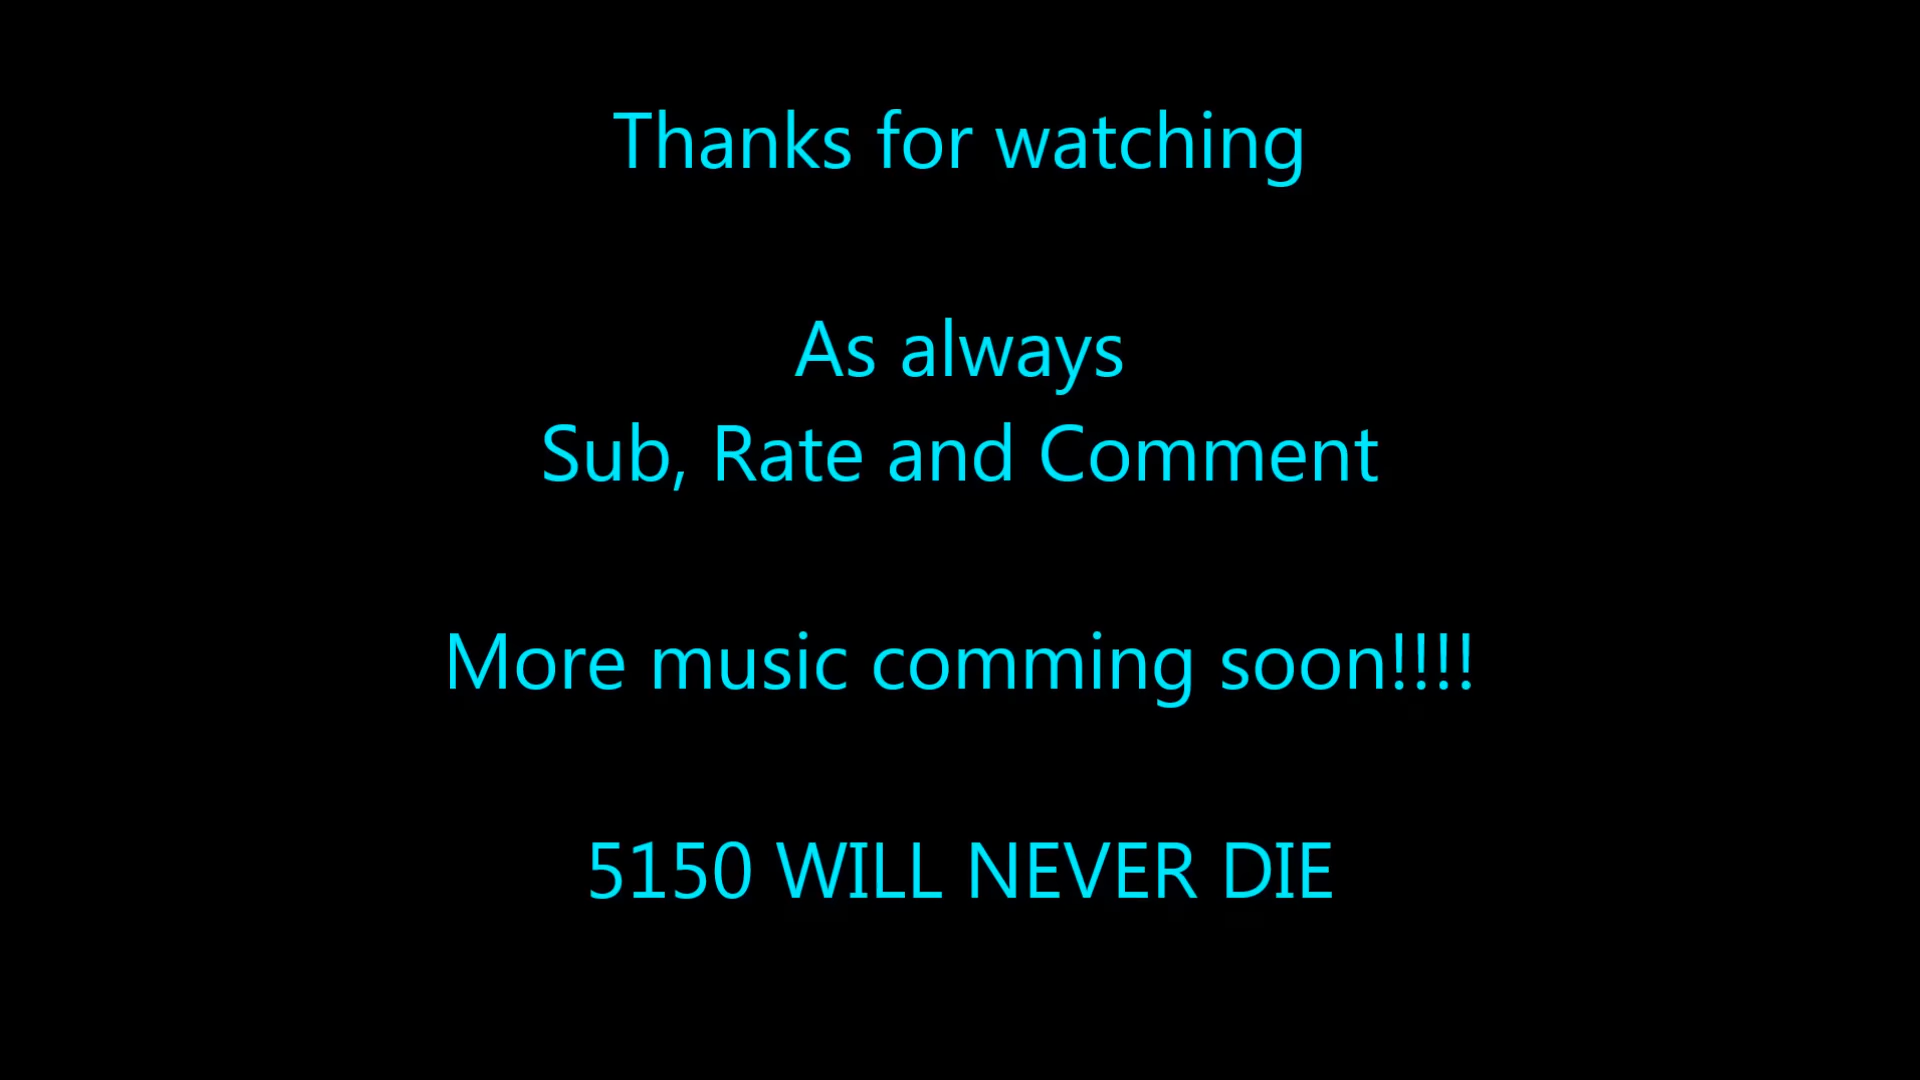 Thanks for watching
As always
Sub, Rate and Comment
More music comming soon!!!!
5150 WILL NEVER DIE